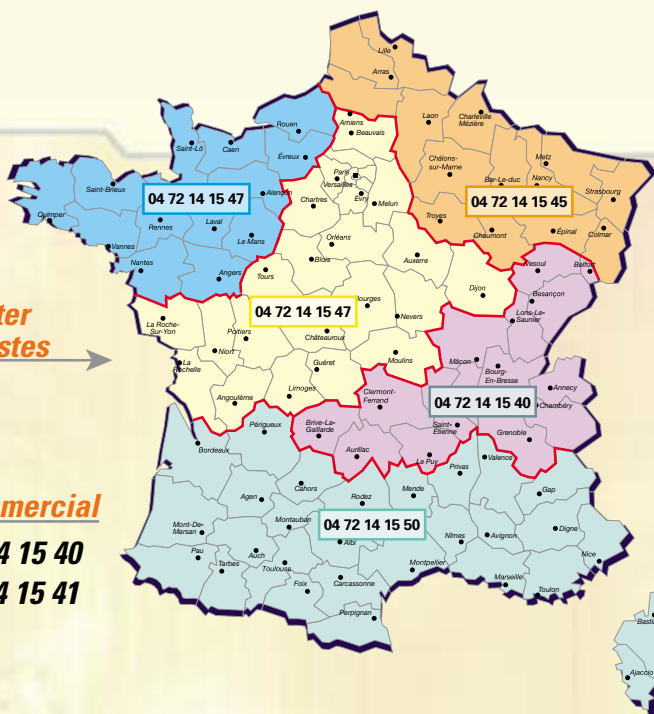 Lille
Arras
Amiens
Beauvais
Laon
Charleville
Mézière
Rouen
Évreux
Saint-Lô
Caen
Châlons-
sur-Marne
Metz
Bar-Le-duc
Nancy
Strasbourg
Paris
Versailles
Evry
Melun
Chartres
Alençon
Saint-Brieux
04 72 14 15 47
04 72 14 15 45
Quimper
Rennes
Laval
Le Mans
Vannes
Troyes
Chaumont
Épinal
Colmar
Orléans
Blois
Auxerre
Nantes
Angers
Tours
Vesoul
Belfort
Dijon
Besançon
Lons-Le-
Saunier
04 72 14 15 47
ourges
Nevers
Châteauroux
La Roche-
Sur-Yon
Poitiers
Niort
La
Rochelle
ter
stes
Moulins
Mâcon
Bourg-
En-Bresse
Guéret
Limoges
Angoulème
Clermont-
Ferrand
Annecy
04 72 14 15 40
Chambéry
Saint-
Etienne
Grenoble
Périgueux
Brive-La-
Gaillarde
Aurillac
Le Puy
Valence
Privas
Bordeaux
Cahors
Agen
Rodez
Mende
Gap
mercial
4 15 40
4 15 41
Mont-De-
Marsan
Montauban
04 72 14 15 50
Albi
Nîmes
Avignon
Digne
Nice
Pau
Tarbes
Auch
Toulouse
Montpellier
Marseille
Toulon
Foix
Carcassonne
Perpignan
Bastia
Ajaccio